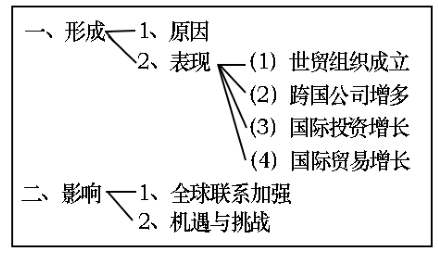 一、形成 1、原因
2、表现 (1) 世贸组织成立
(2) 跨国公司增多
(3) 国际投资增长
(4) 国际贸易增长
二、影响 1、全球联系加强
2、机遇与挑战